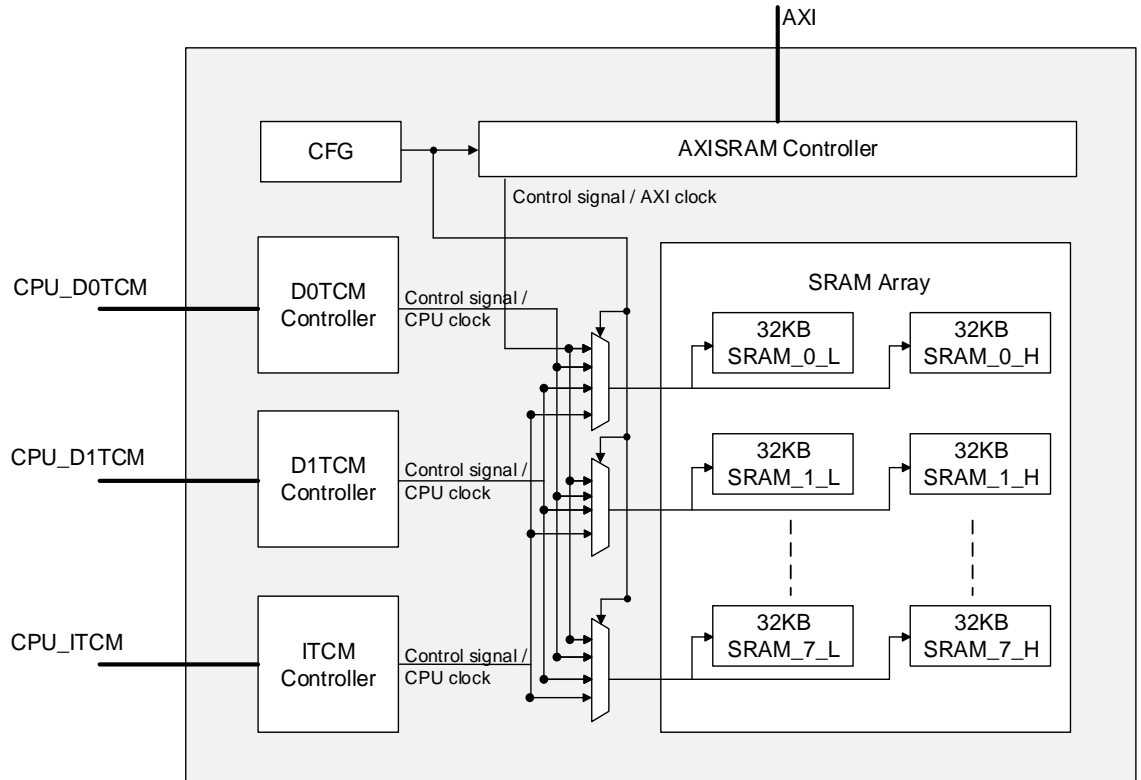 AXI
CFG
AXISRAM Controller
Control signal / AXI clock
CPU_D0TCM
D0TCM
Controller
Control signal /
CPU clock
SRAM Array
32KB
SRAM_0_L
32KB
SRAM_0_H
CPU_D1TCM
D1TCM
Controller
Control signal /
CPU clock
32KB
SRAM_1_L
32KB
SRAM_1_H
CPU_ITCM
ITCM
Controller
Control signal /
CPU clock
32KB
SRAM_7_L
32KB
SRAM_7_H